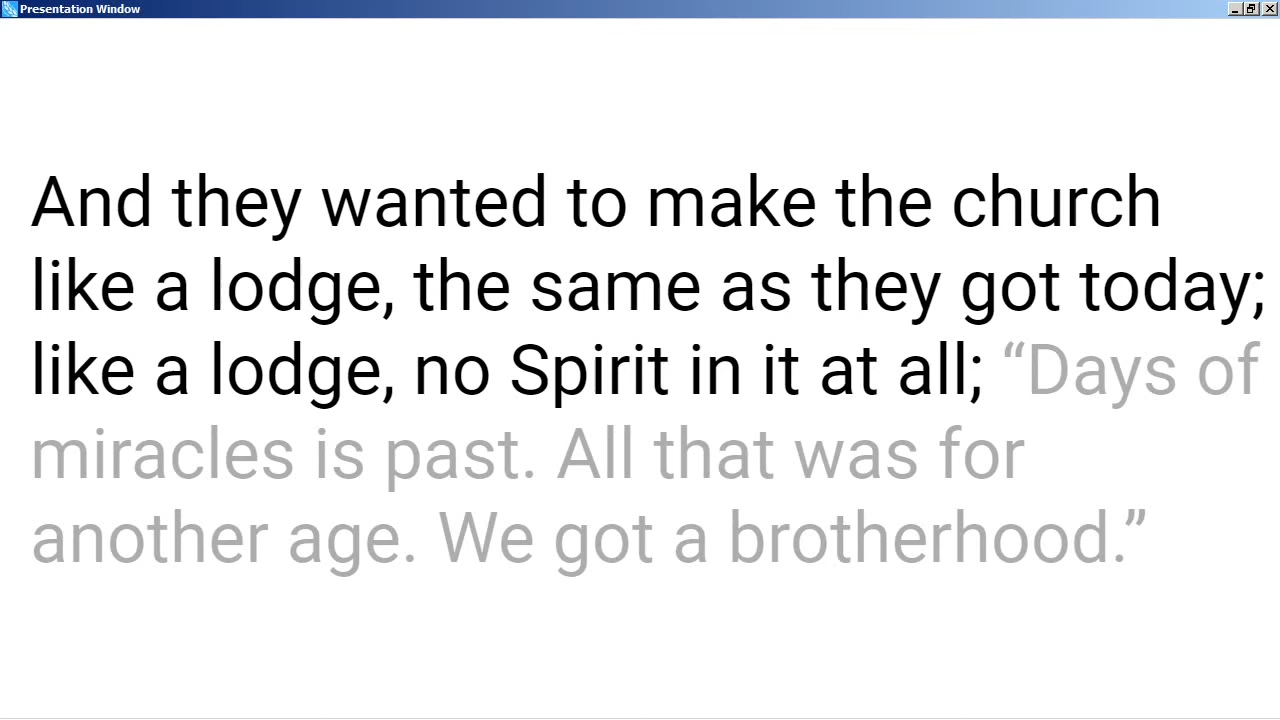 Presentation Window
And they wanted to make the church
like a lodge, the same as they got today;
like a lodge, no Spirit in it at all; “Days of
miracles is past. All that was for
another age. We got a brotherhood.”